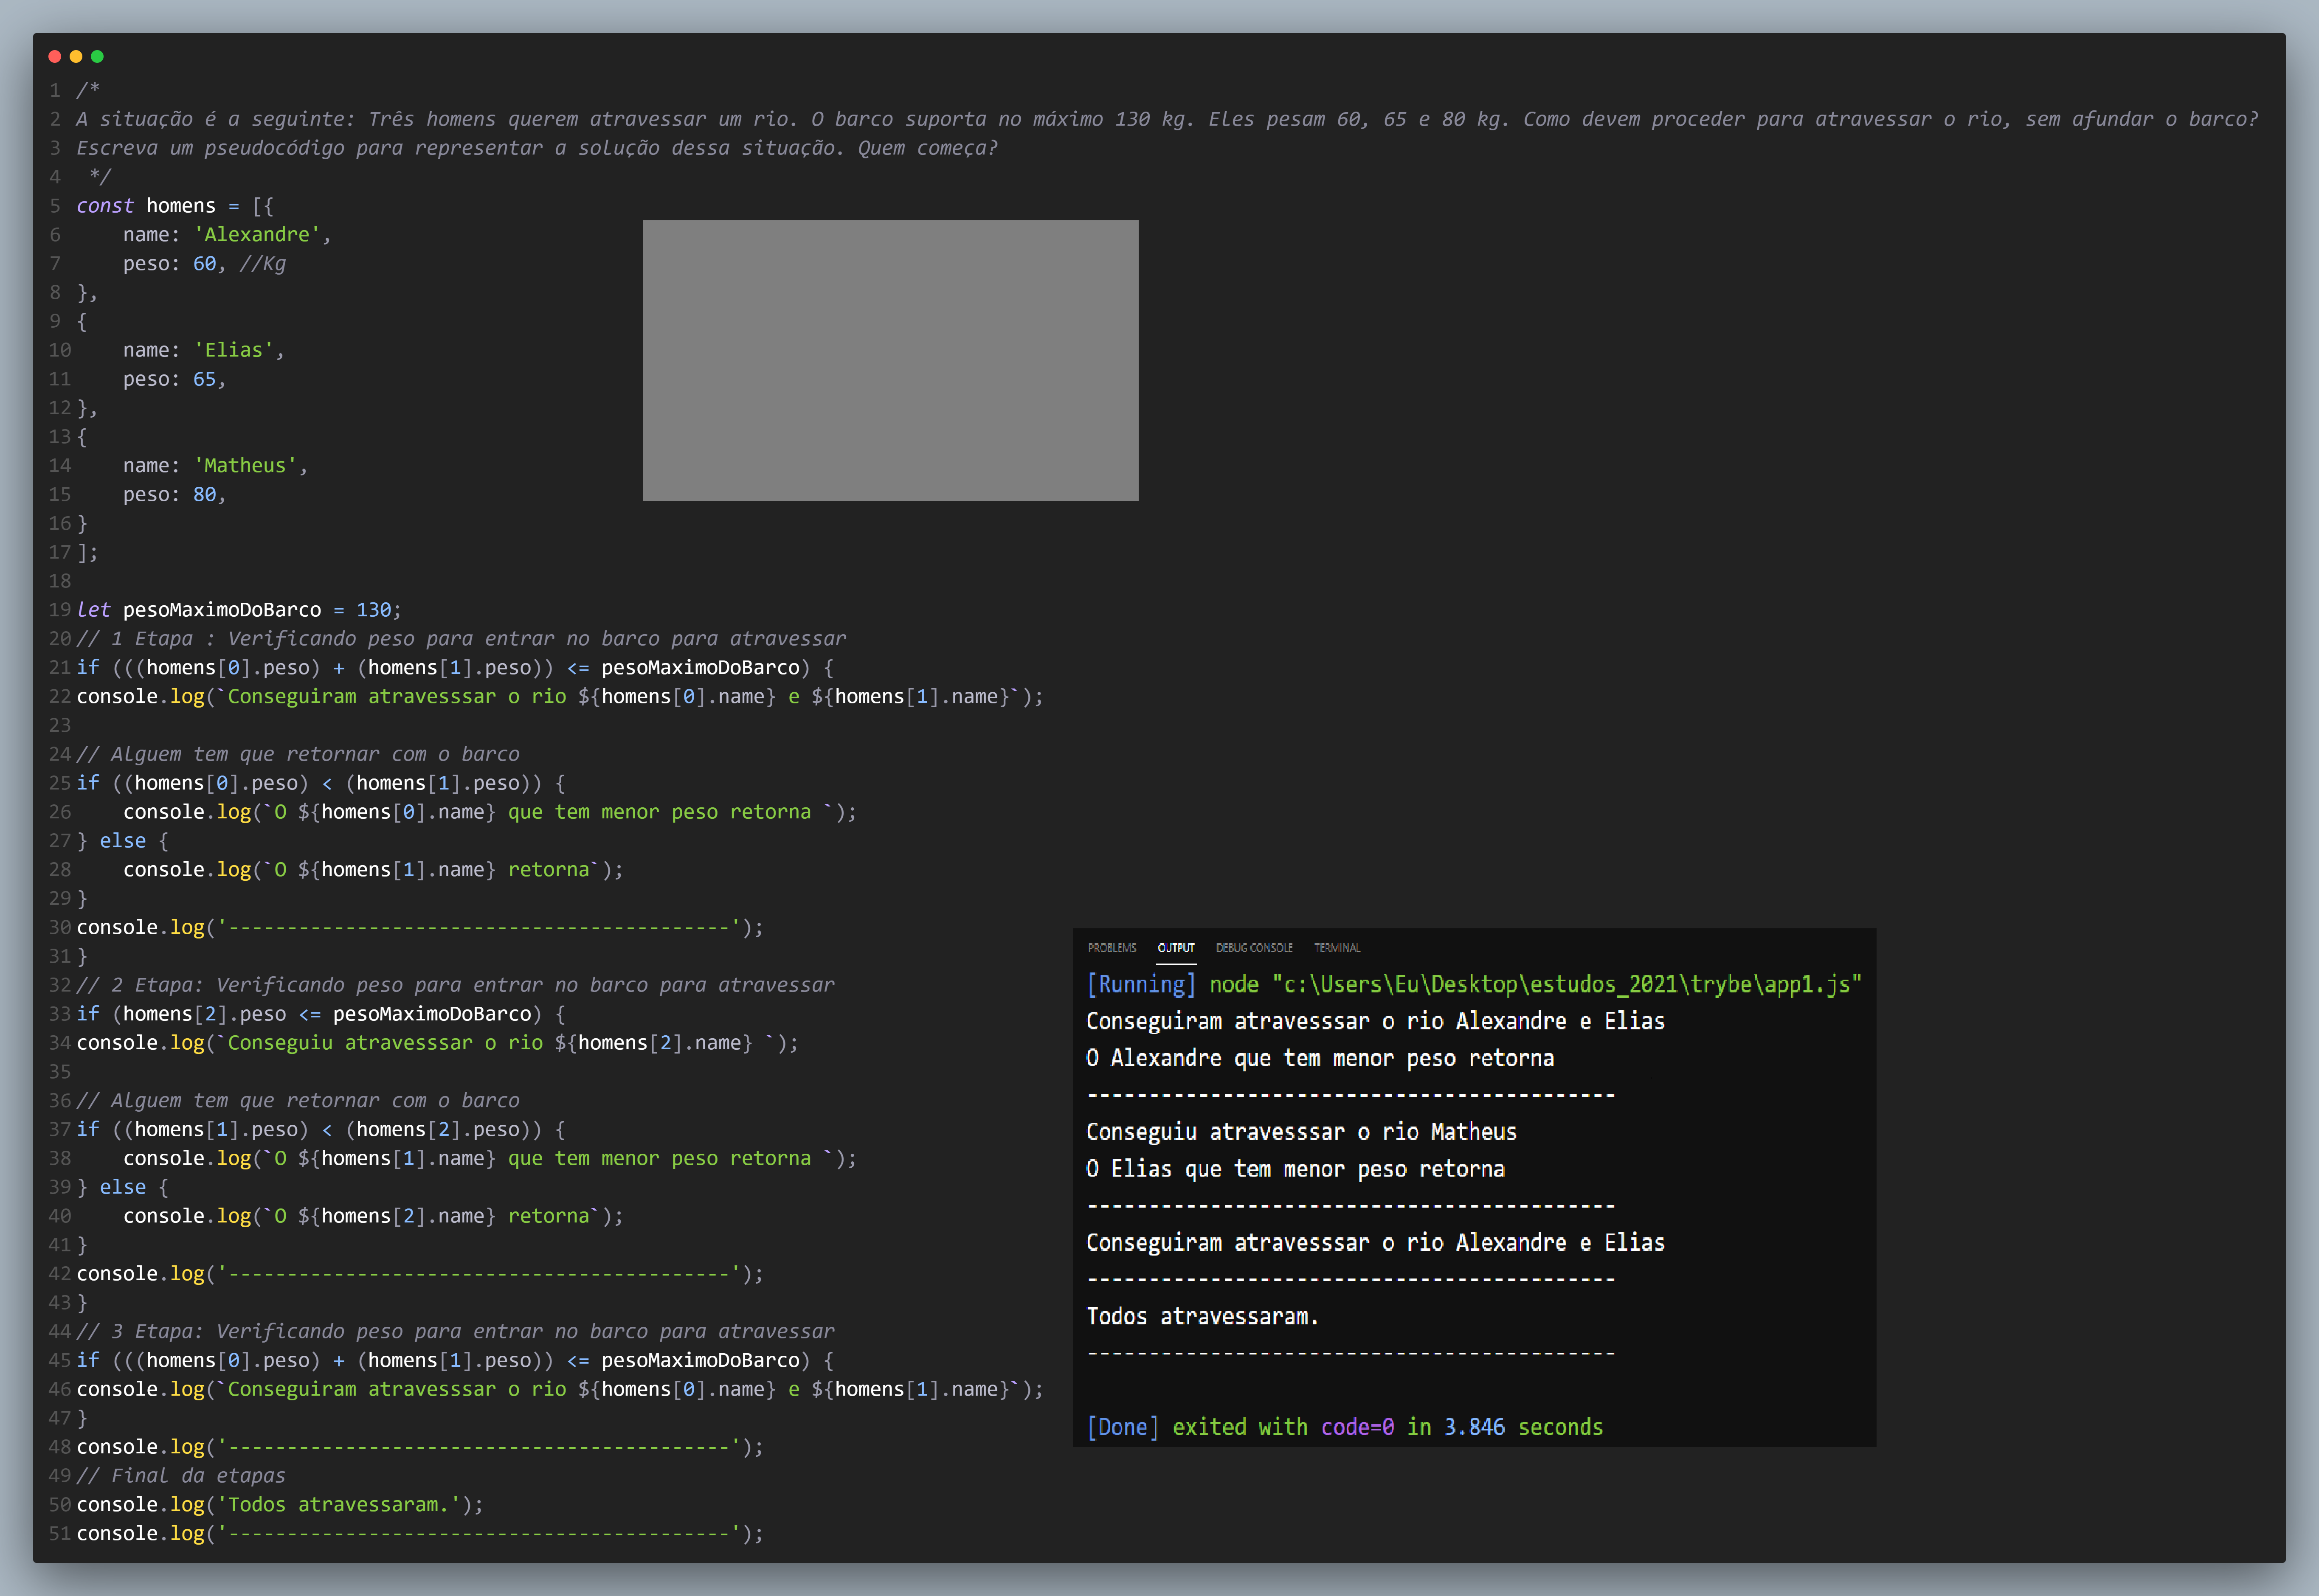 1 /*
2 A situação é a seguinte: Três homens querem atravessar um rio. O barco suporta no máximo 130 kg. Eles pesam 60, 65 e 80 kg. Como devem proceder para atravessar o rio, sem afundar o barco?
3 Escreva um pseudocódigo para representar a solução dessa situação. Quem começa?
4  */
5 const homens = [{
6     name: 'Alexandre',
7     peso: 60, //Kg
8 },
9 {
10     name: 'Elias',
11     peso: 65,
12 },
13 {
14     name: 'Matheus',
15     peso: 80,
16 }
17 ];
18
19 let pesoMaximoDoBarco = 130;
20 // 1 Etapa : Verificando peso para entrar no barco para atravessar
21 if (((homens[0].peso) + (homens[1].peso)) <= pesoMaximoDoBarco) {
22 console.log(`Conseguiram atravesssar o rio ${homens[0].name} e ${homens[1].name}`);
23
24 // Alguem tem que retornar com o barco
25 if ((homens[0].peso) < (homens[1].peso)) {
26     console.log(`O ${homens[0].name} que tem menor peso retorna `);
27 } else {
28     console.log(`O ${homens[1].name} retorna`);
29 }
30 console.log('-------------------------------------------');
31 }
32 // 2 Etapa: Verificando peso para entrar no barco para atravessar
33 if (homens[2].peso <= pesoMaximoDoBarco) {
34 console.log(`Conseguiu atravesssar o rio ${homens[2].name} `);
35
36 // Alguem tem que retornar com o barco
37 if ((homens[1].peso) < (homens[2].peso)) {
38     console.log(`O ${homens[1].name} que tem menor peso retorna `);
39 } else {
40     console.log(`O ${homens[2].name} retorna`);
41 }
42 console.log('-------------------------------------------');
43 }
44 // 3 Etapa: Verificando peso para entrar no barco para atravessar
45 if (((homens[0].peso) + (homens[1].peso)) <= pesoMaximoDoBarco) {
46 console.log(`Conseguiram atravesssar o rio ${homens[0].name} e ${homens[1].name}`);
47 }
48 console.log('-------------------------------------------');
49 // Final da etapas
50 console.log('Todos atravessaram.');
51 console.log('-------------------------------------------');
PROBLEMS OUTPUT DEBUG CONSOLE TERMINAL
[Running] node "c:\Users\Eu\Desktop\estudos_2021\trybe\app1.js"
Conseguiram atravesssar o rio Alexandre e Elias
O Alexandre que tem menor peso retorna
-------------------------------------------
Conseguiu atravesssar o rio Matheus
O Elias que tem menor peso retorna
-------------------------------------------
Conseguiram atravesssar o rio Alexandre e Elias
-------------------------------------------
Todos atravessaram.
-------------------------------------------
[Done] exited with code=0 in 3.846 seconds